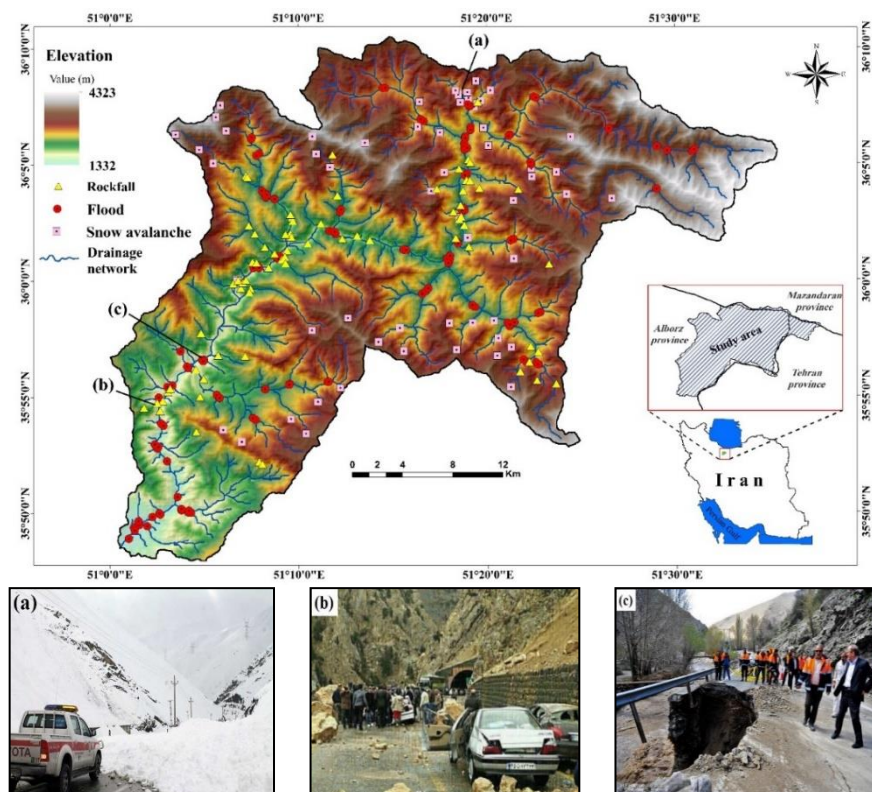 51°0'0"E
51°10'0"E
51°20'0"E
51°30'0"E
36°10'0"N
36°5'0"N
36°0'0"N
35°55'0"N
35°50'0"N
Elevation
Value (m)
4323
1332
Rockfall
Flood
Snow avalanche
Drainage
network
(a)
(c)
(b)
N
W
E
S
36°10'0"N
36°5'0"N
36°0'0"N
35°55'0"N
35°50'0"N
Mazandaran
province
Alborz
province
Study area
Tehran
province
Iran
Persian Gulf
0 2 4 8 12
Km
51°0'0"E
51°10'0"E
51°20'0"E
51°30'0"E
(a)
OTA
(b)
(c)